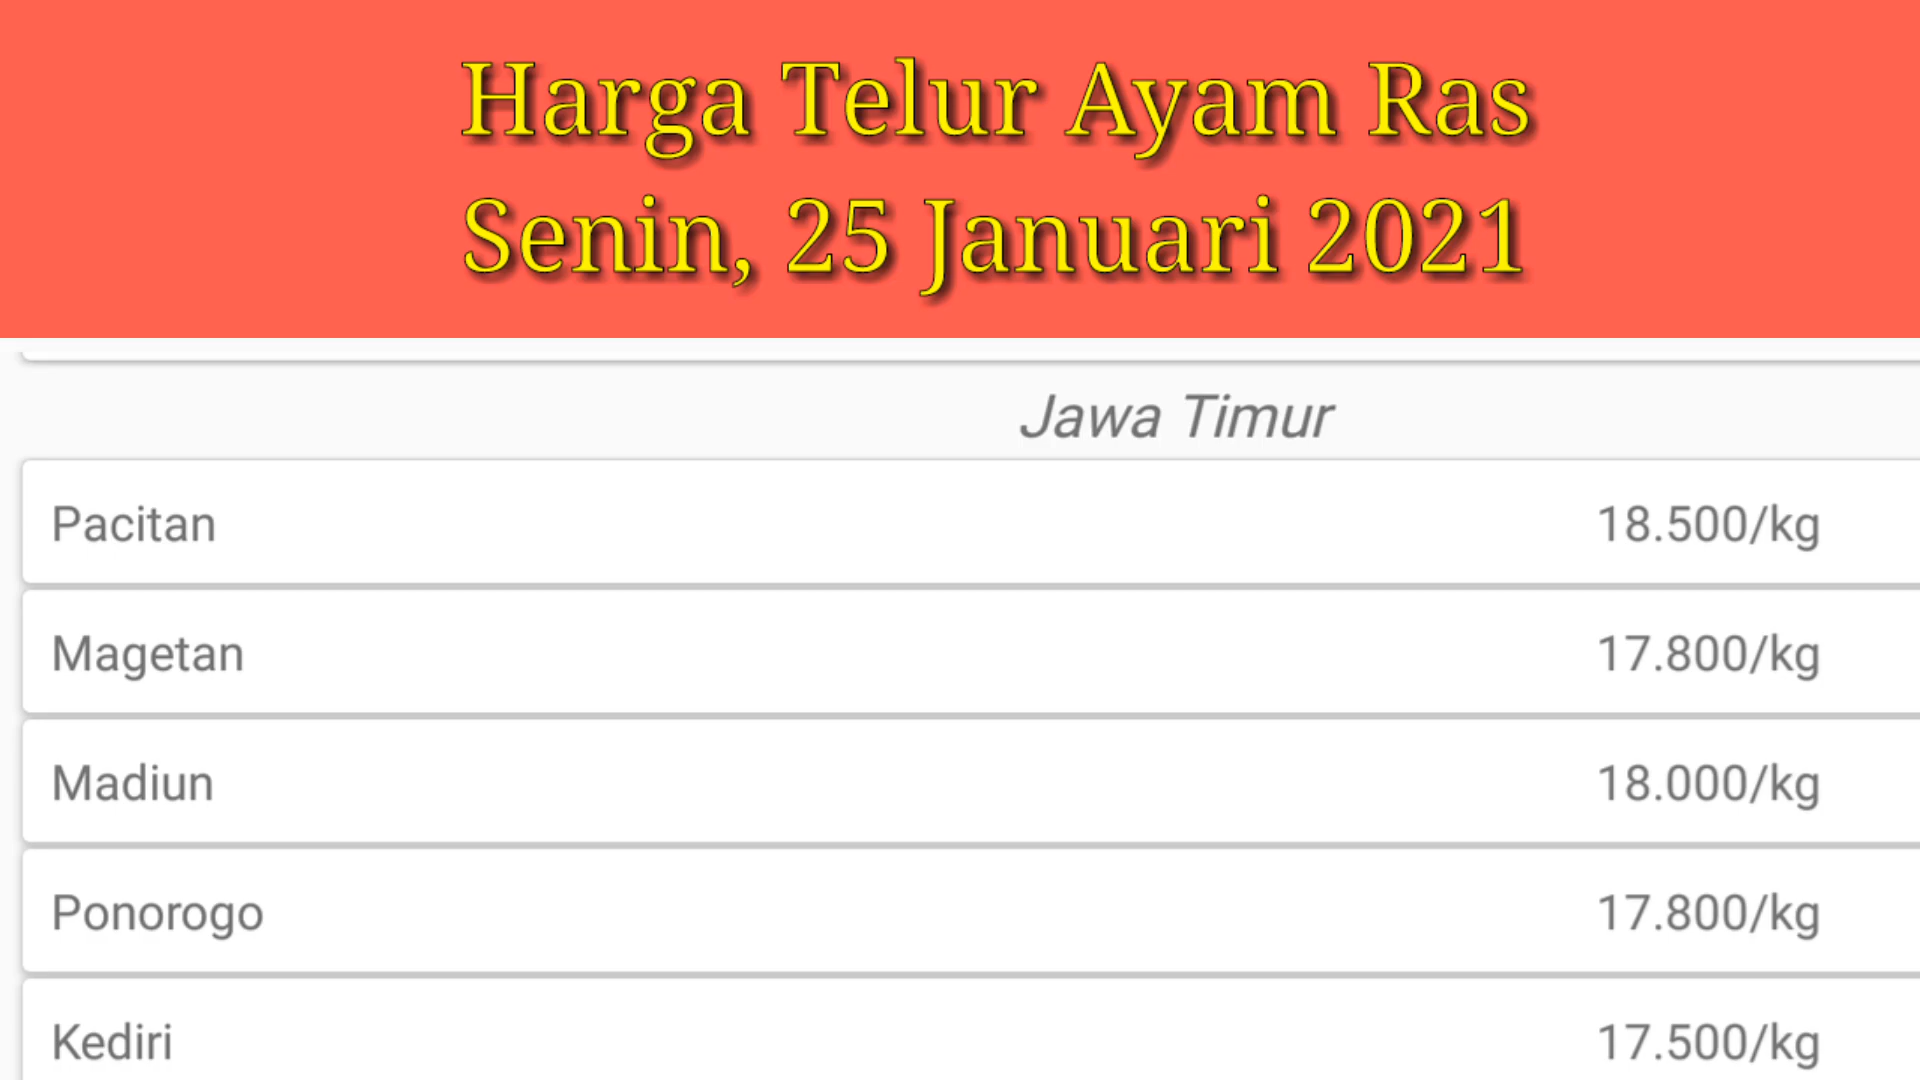 Harga Telur Ayam Ras
Senin, 25 Januari 2021
Jawa Timur
Pacitan 18.500/kg
Magetan 17.800/kg
Madiun 18.000/kg
Ponorogo 17.800/kg
Kediri 17.500/kg